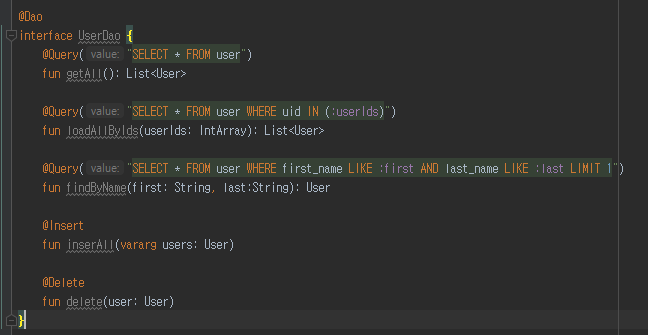 @Dao
interface UserDao {
@Query( value: "SELECT * FROM user")
fun getAll(): List<User>
@Query( value: "SELECT * FROM user WHERE uid IN (:userIds)")
fun loadAllByIds(userIds: IntArray): List<User>
@Query( value: "SELECT * FROM user WHERE first_name LIKE :first AND last_name LIKE :last LIMIT 1")
fun findByName(first: String, last:String): User
@Insert
fun inserAll(vararg users: User)
@Delete
fun delete(user: User)
}